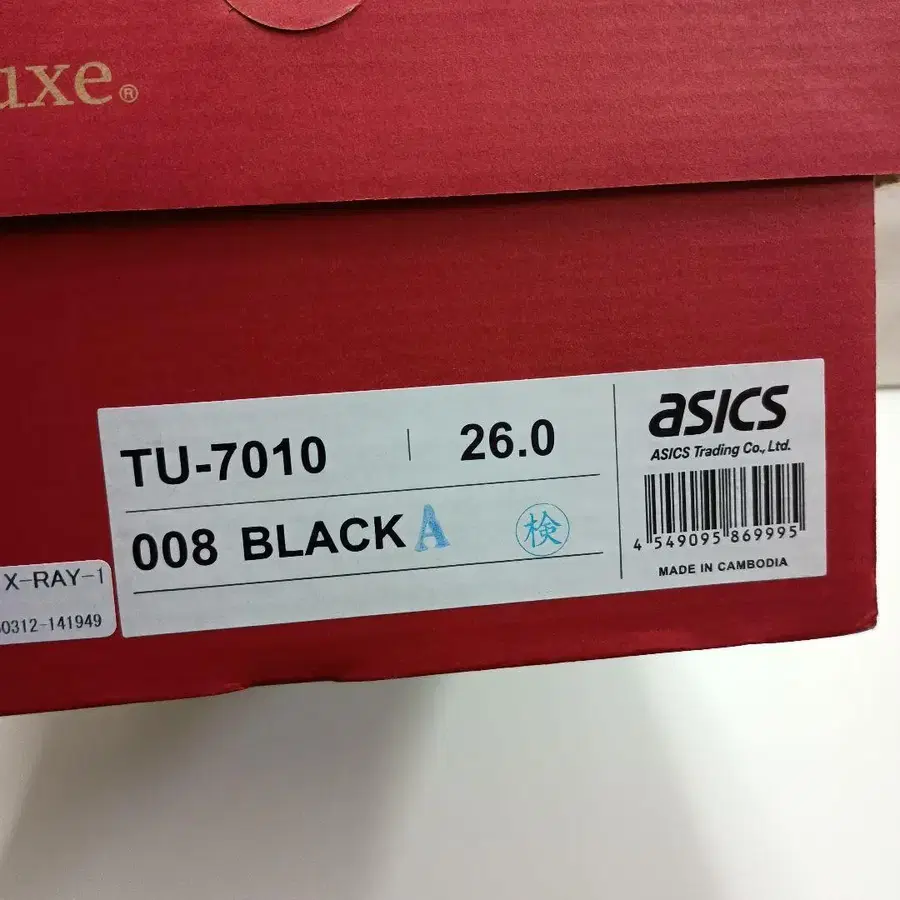 uxe®
TU-7010 | 26.0
008 BLACK A 検
asics
ASICS Trading Co., Ltd.
4 549095 869995
MADE IN CAMBODIA
X-RAY-1
0312-141949